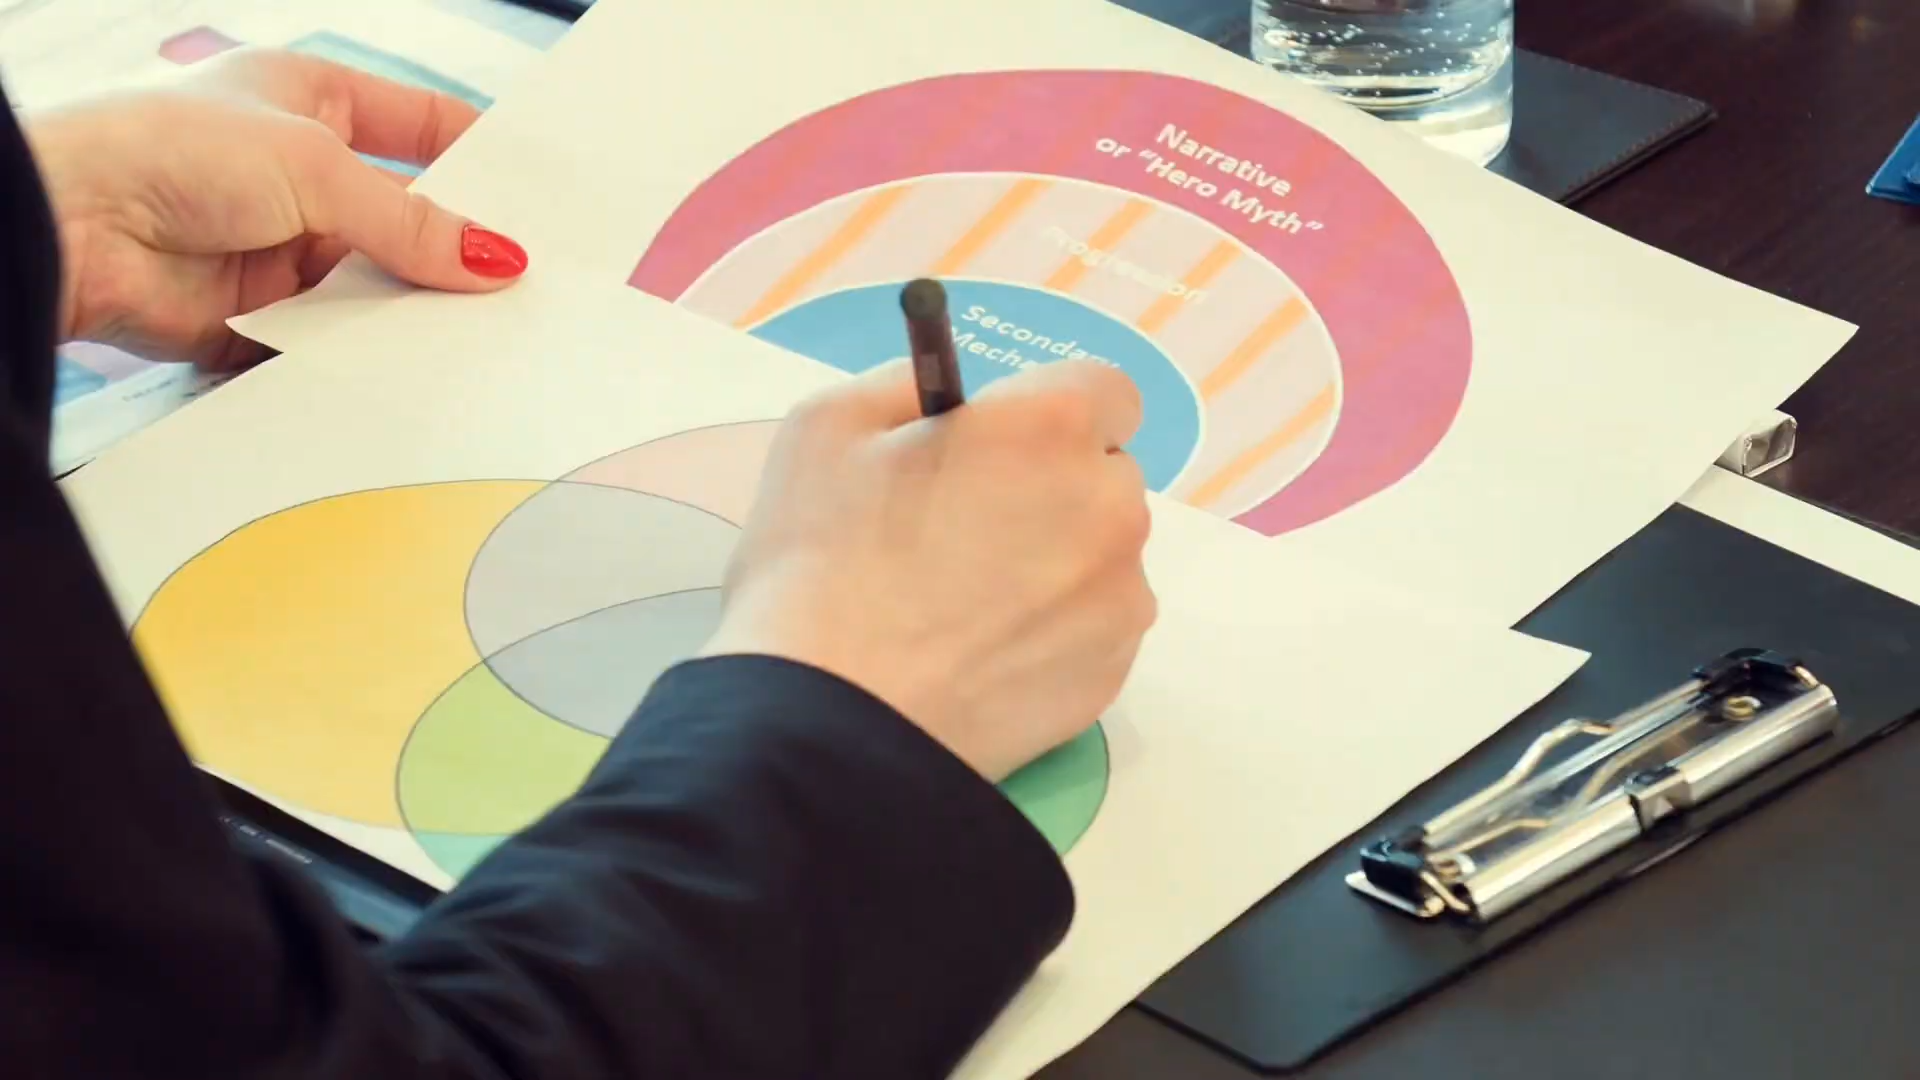 Narrative
or “Hero Myth”
Progression
Secondary